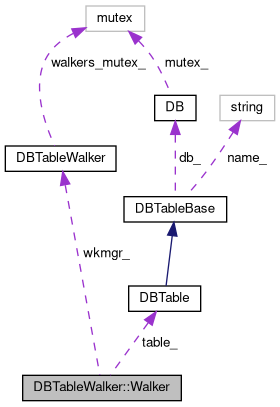 mutex
walkers_mutex_
mutex_
DB
string
DBTableWalker
db_
name_
DBTableBase
wkmgr_
DBTable
table_
DBTableWalker::Walker